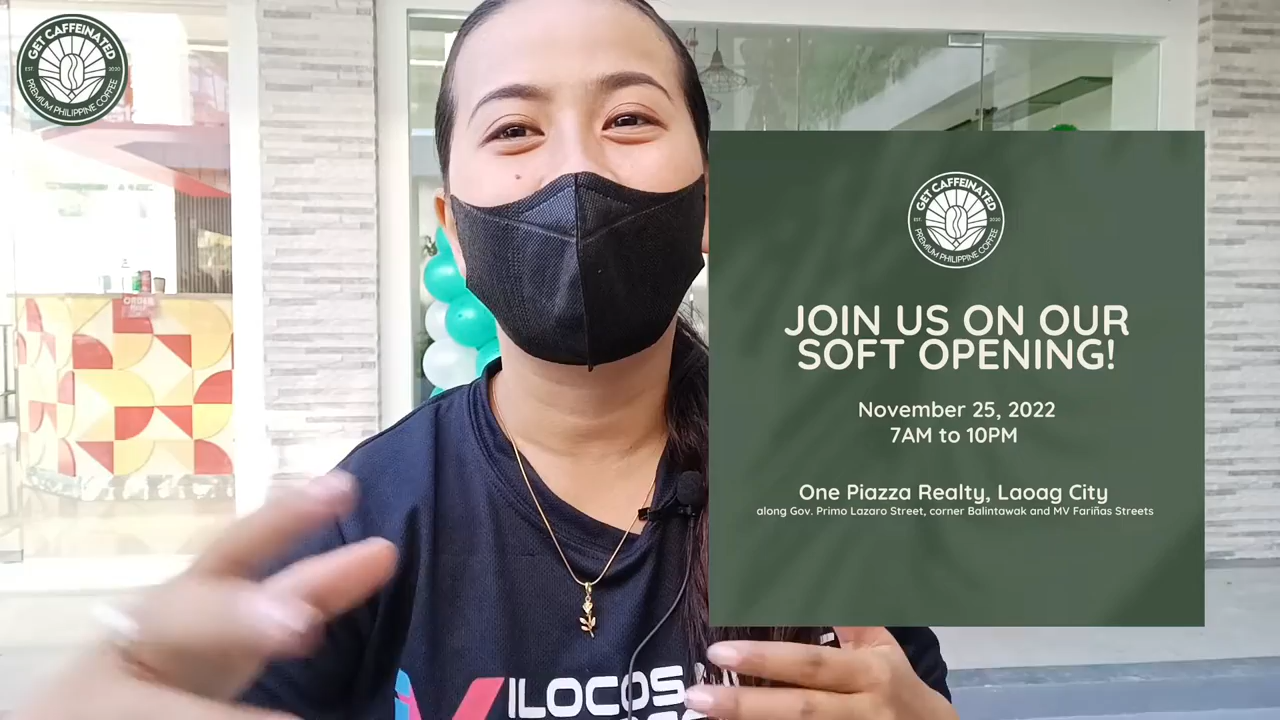 GET CAFFEINATED
EST. 2020
PREMIUM PHILIPPINE COFFEE
ORDER
GET CAFFEINATED
EST. 2020
PREMIUM PHILIPPINE COFFEE
JOIN US ON OUR
SOFT OPENING!
November 25, 2022
7AM to 10PM
One Piazza Realty, Laoag City
along Gov. Primo Lazaro Street, corner Balintawak and MV Fariñas Streets
ILOCOS